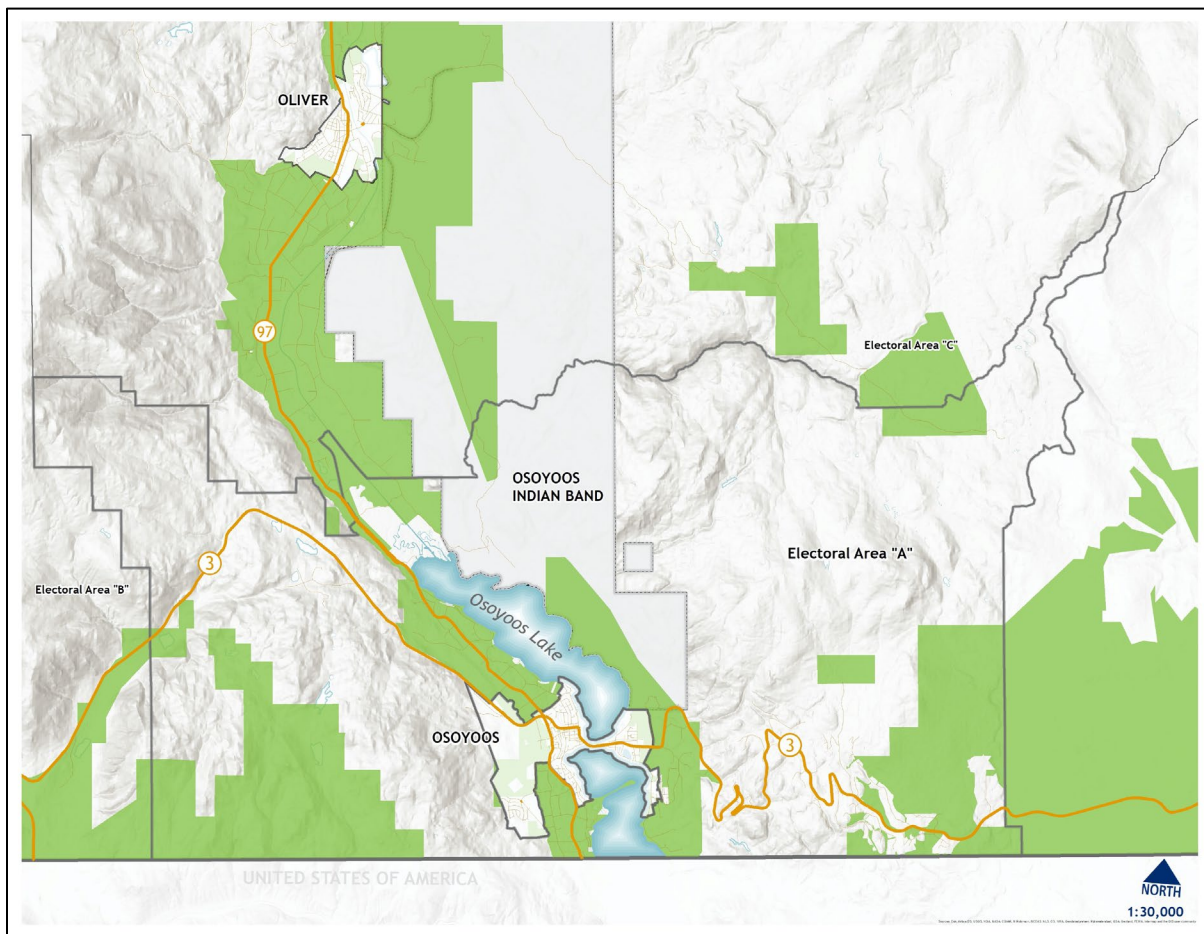 OLIVER
97
Electoral Area "C"
OSOYOOS
INDIAN BAND
Electoral Area "A"
3
Electoral Area "B"
Osoyoos Lake
OSOYOOS
3
UNITED STATES OF AMERICA
NORTH
1:30,000